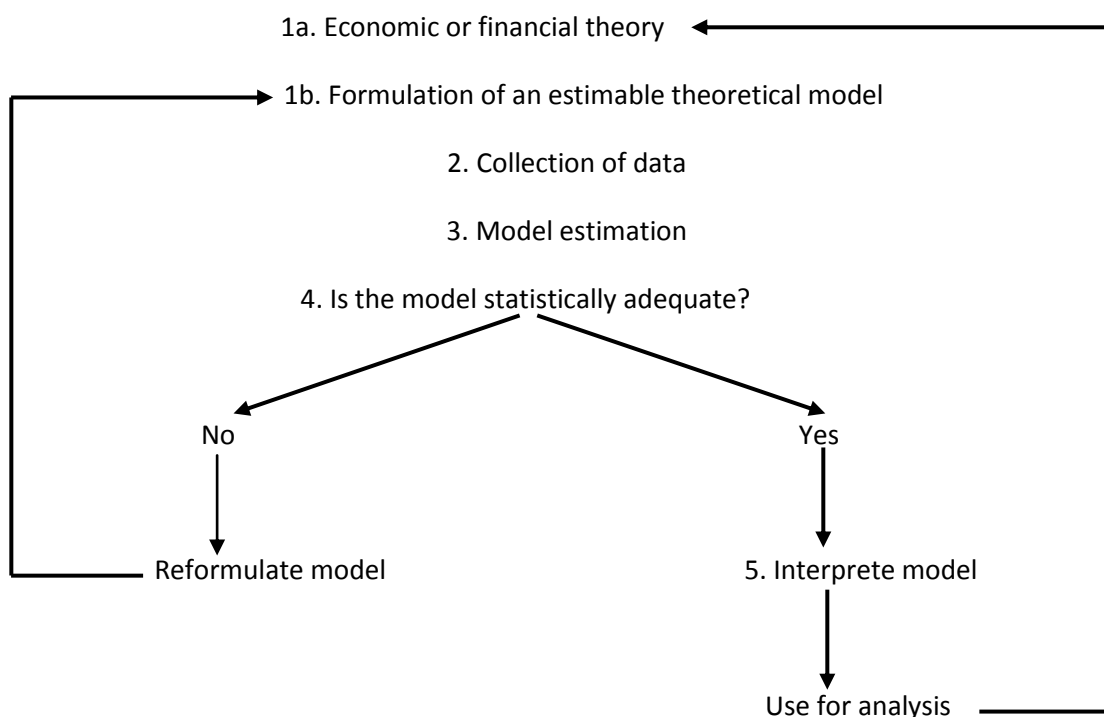 1a. Economic or financial theory
1b. Formulation of an estimable theoretical model
2. Collection of data
3. Model estimation
4. Is the model statistically adequate?
No
Yes
Reformulate model
5. Interprete model
Use for analysis